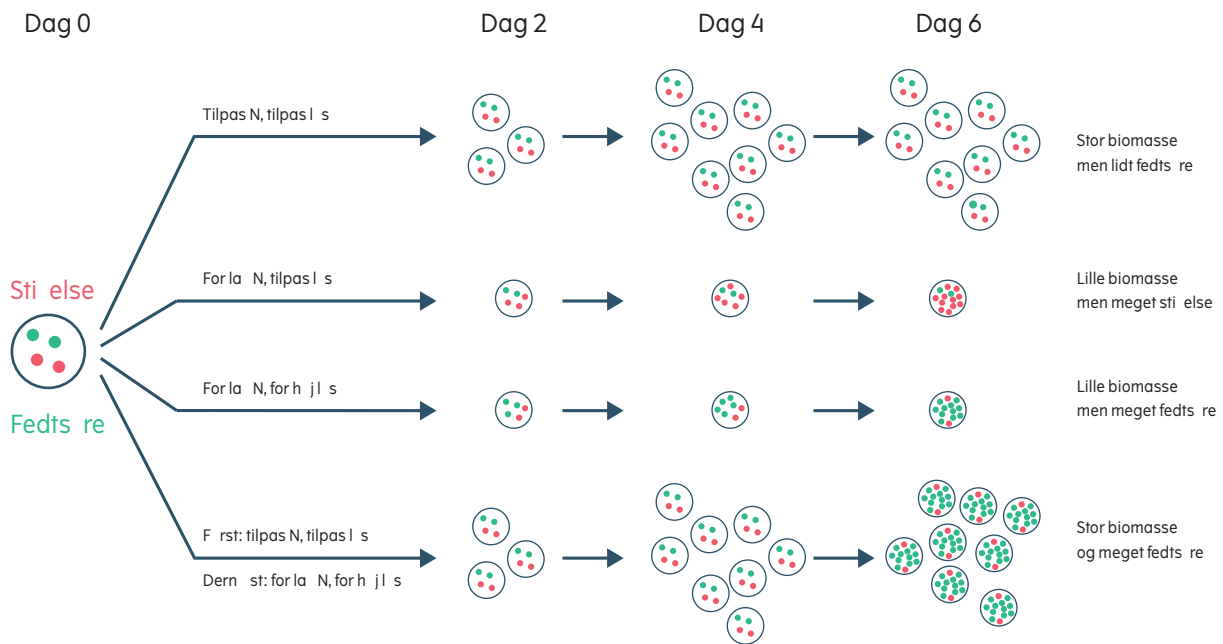 Dag 0
Dag 2
Dag 4
Dag 6
Tilpas N, tilpas l s
Stor biomasse
men lidt fedts re
For la N, tilpas l s
Lille biomasse
men meget sti else
Sti else
Fedts re
For la N, for h j l s
Lille biomasse
men meget fedts re
F rst: tilpas N, tilpas l s
Dern st: for la N, for h j l s
Stor biomasse
og meget fedts re